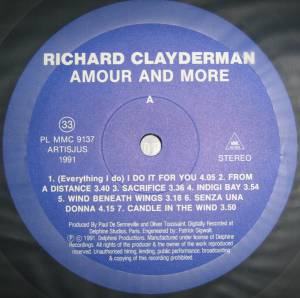 RICHARD CLAYDERMAN
AMOUR AND MORE
A
33
PL MMC 9137
ARTISJUS
1991
STEREO
1. (Everything I do) I DO IT FOR YOU 4.05 2. FROM
A DISTANCE 3.40 3. SACRIFICE 3.36 4. INDIGI BAY 3.54
5. WIND BENEATH WINGS 3.18 6. SENZA UNA
DONNA 4.15 7. CANDLE IN THE WIND 3.50
Produced By Paul De Senneville and Oliver Toussaint. Digitally Recorded at
Delphine Studios, Paris. Engeneered by: Patrick Sigwalt.
Ⓟ © 1991. Delphine Productions. Manufactured under license of Delphine
Recordings. All rights of the producer & the owner of the work reproduced
reserved. Unauthorised hiring, lending, public performance, broadcasting &
copying of this recording prohibited.